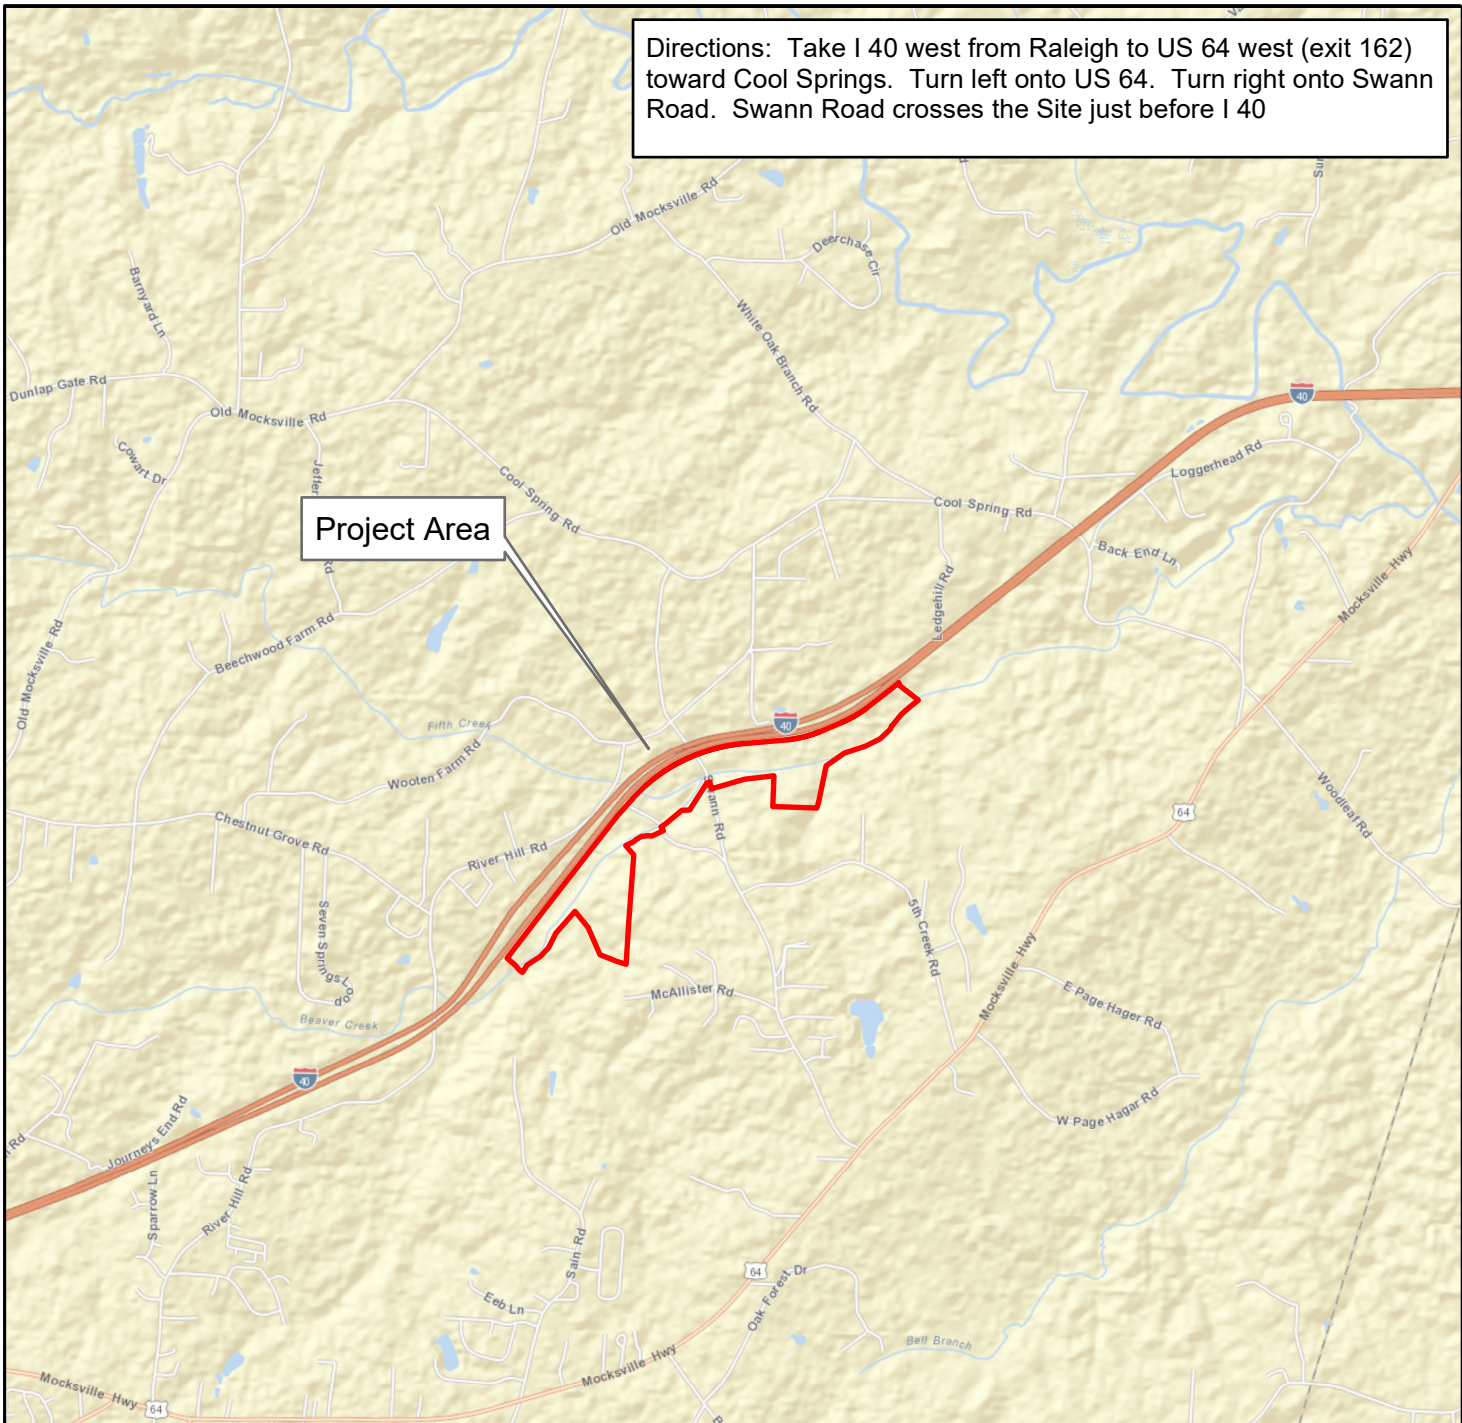 Directions:  Take I 40 west from Raleigh to US 64 west (exit 162)
toward Cool Springs.  Turn left onto US 64.  Turn right onto Swann
Road.  Swann Road crosses the Site just before I 40
Old Mocksville Rd
Deerchase Cir
Barnyard Ln
White Oak Branch Rd
Dunlap Gate Rd
40
Old Mocksville Rd
Cowart Dr
Loggerhead Rd
Cool Spring Rd
Cool Spring Rd
Project Area
Back End Ln
Mocksville Hwy
Ledgehill Rd
Beechwood Farm Rd
Old Mocksville Rd
Fifth Creek
40
Wooten Farm Rd
Swann Rd
64
Woodleaf Rd
Chestnut Grove Rd
River Hill Rd
Seven Springs Loop
5th Creek Rd
Mocksville Hwy
McAllister Rd
E Page Hager Rd
Beaver Creek
40
W Page Hagar Rd
Journeys End Rd
Sparrow Ln
River Hill Rd
Sain Rd
64
Oak Forest Dr
Eeb Ln
Bell Branch
Mocksville Hwy
Mocksville Hwy
64